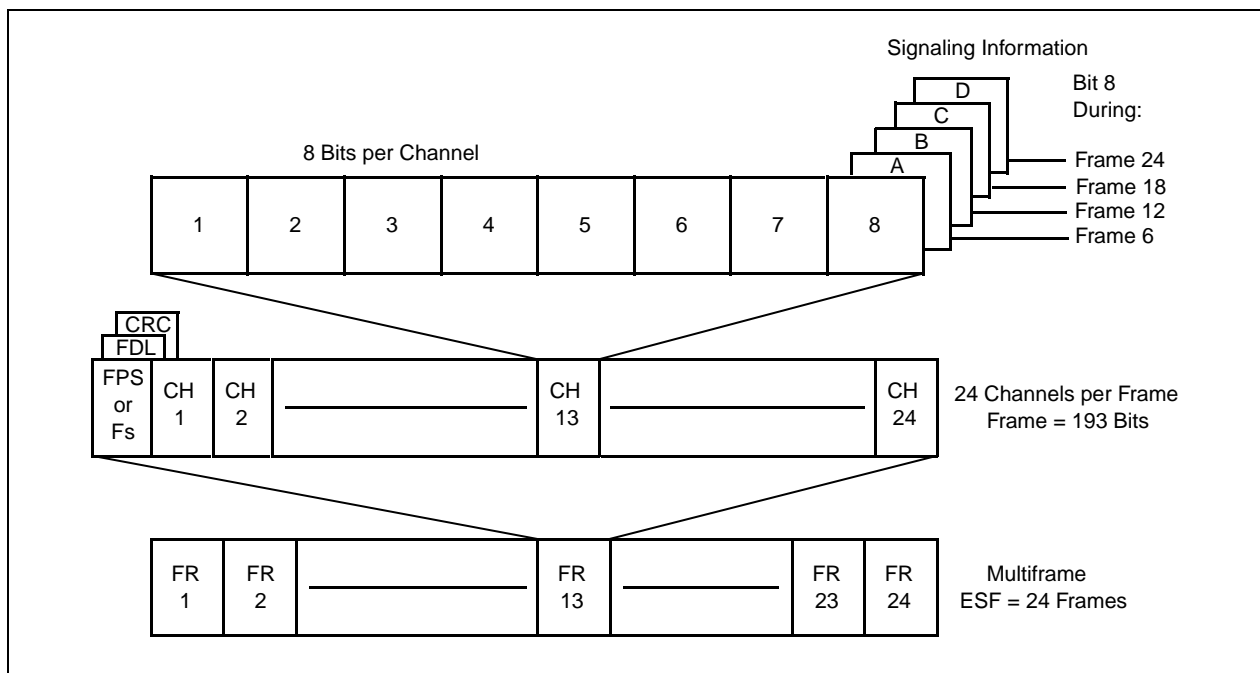 Signaling Information
Bit 8
During:
D
C
B
A
Frame 24
Frame 18
Frame 12
Frame 6
8 Bits per Channel
1 2 3 4 5 6 7 8
CRC
FDL
FPS
or
Fs
CH
1
CH
2
CH
13
CH
24
24 Channels per Frame
Frame = 193 Bits
FR
1
FR
2
FR
13
FR
23
FR
24
Multiframe
ESF = 24 Frames